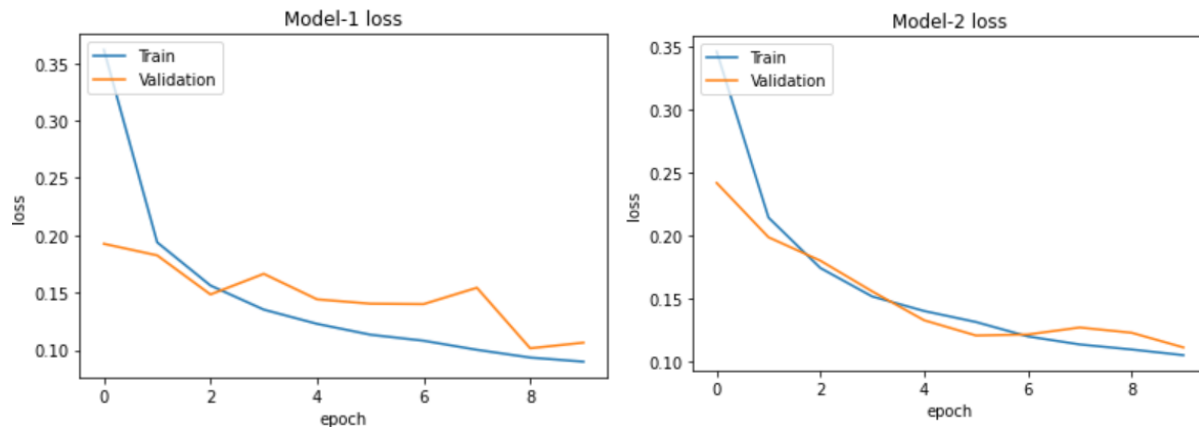 Model-1 loss
Train
Validation
0.35
0.30
0.25
0.20
0.15
0.10
loss
0 2 4 6 8
epoch
Model-2 loss
Train
Validation
0.35
0.30
0.25
0.20
0.15
0.10
loss
0 2 4 6 8
epoch